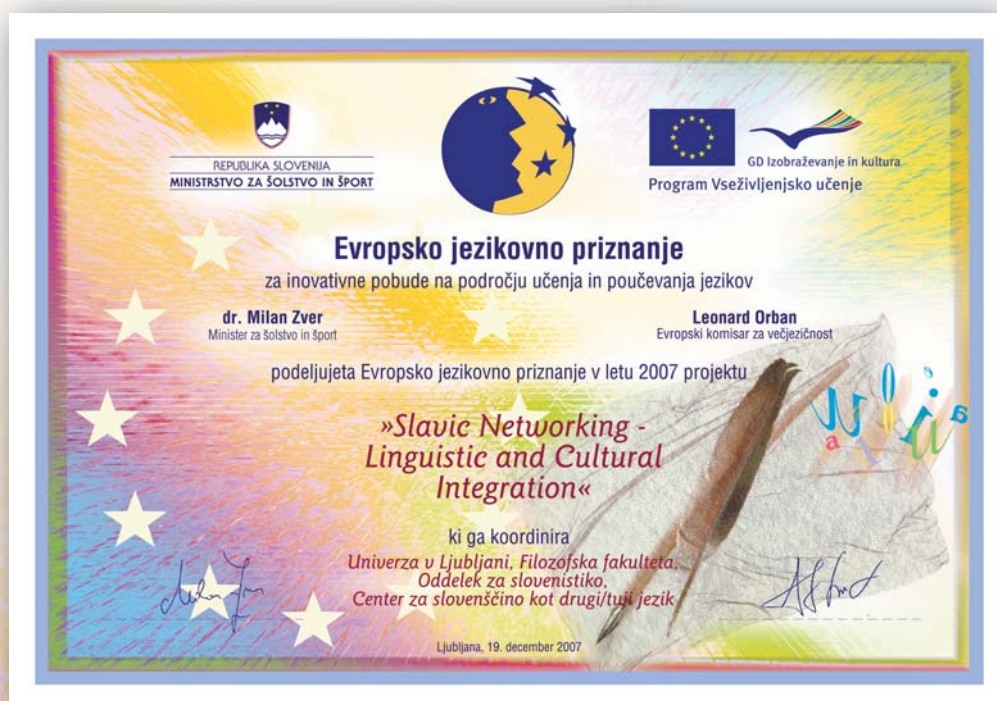 REPUBLIKA SLOVENIJA
MINISTRSTVO ZA ŠOLSTVO IN ŠPORT
GD Izobraževanje in kultura
Program Vseživljenjsko učenje
Evropsko jezikovno priznanje
za inovativne pobude na področju učenja in poučevanja jezikov
dr. Milan Zver
Minister za šolstvo in šport
Leonard Orban
Evropski komisar za večjezičnost
podeljujeta Evropsko jezikovno priznanje v letu 2007 projektu
»Slavic Networking -
Linguistic and Cultural
Integration«
ki ga koordinira
Univerza v Ljubljani, Filozofska fakulteta,
Oddelek za slovenistiko,
Center za slovenščino kot drugi/tuji jezik
Ljubljana, 19. december 2007